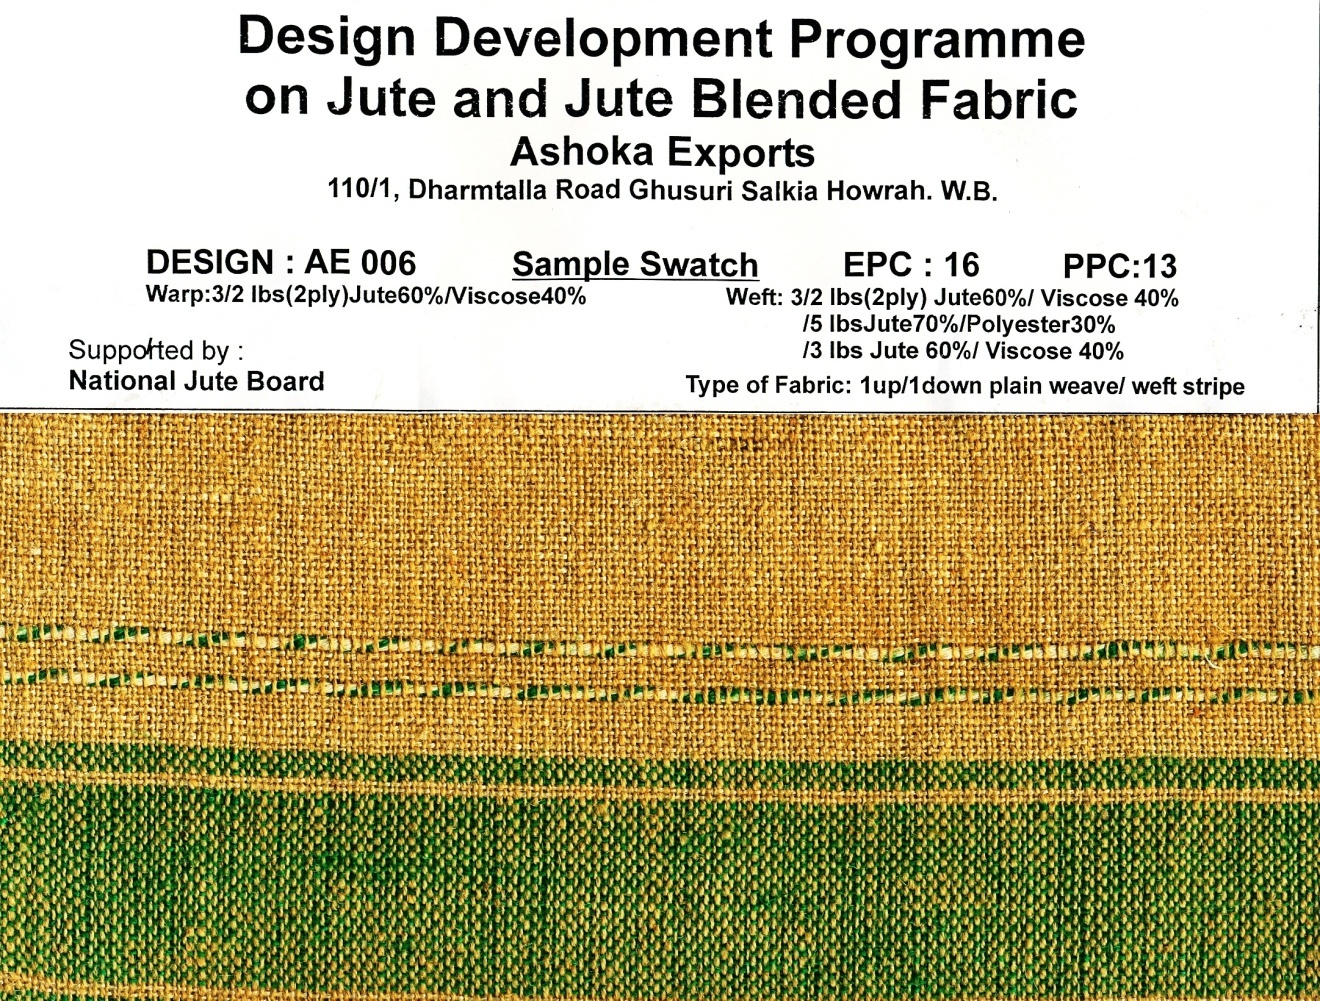 Design Development Programme
on Jute and Jute Blended Fabric
Ashoka Exports
110/1, Dharmtalla Road Ghusuri Salkia Howrah. W.B.
DESIGN : AE 006 Sample Swatch EPC : 16 PPC:13
Warp:3/2 lbs(2ply)Jute60%/Viscose40% Weft: 3/2 lbs(2ply) Jute60%/ Viscose 40%
/5 lbsJute70%/Polyester30%
Supported by : /3 lbs Jute 60%/ Viscose 40%
National Jute Board Type of Fabric: 1up/1down plain weave/ weft stripe